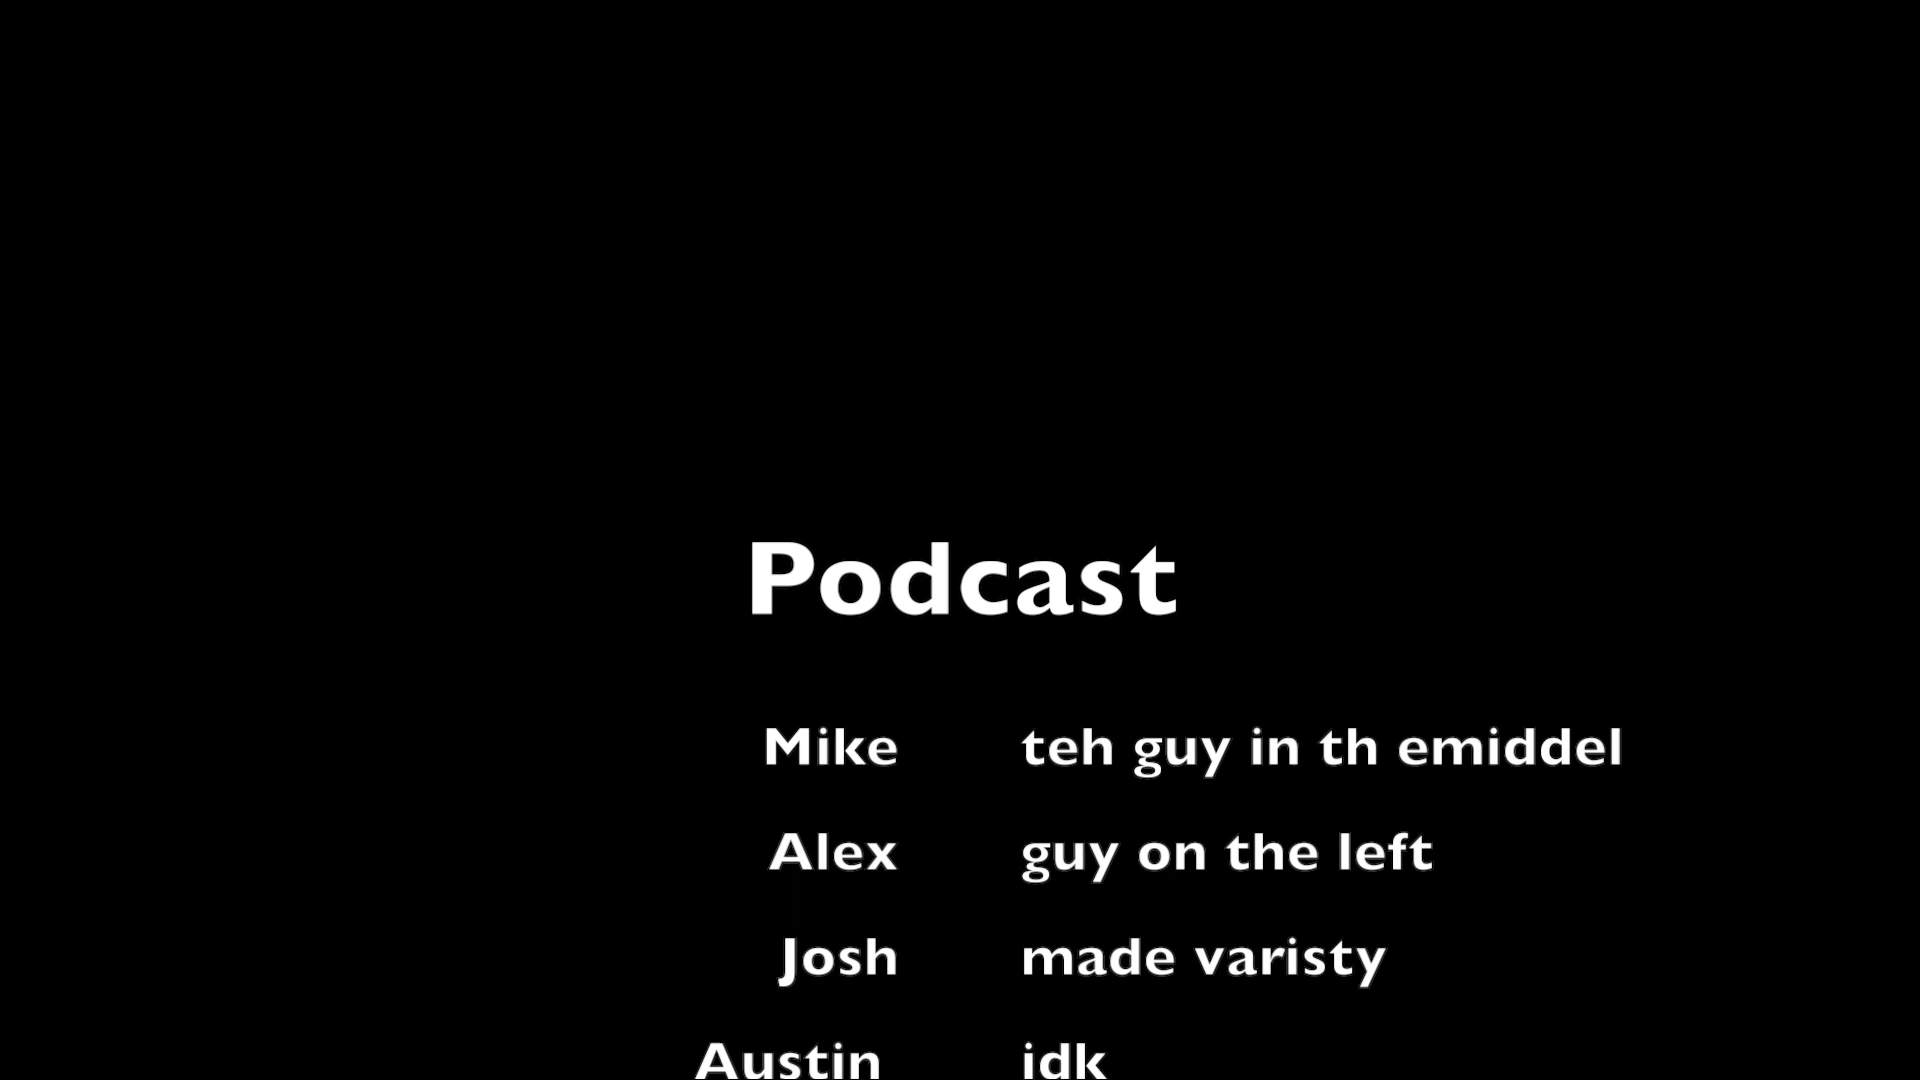 Podcast
Mike teh guy in th emiddel
Alex guy on the left
Josh made varisty
Austin idk